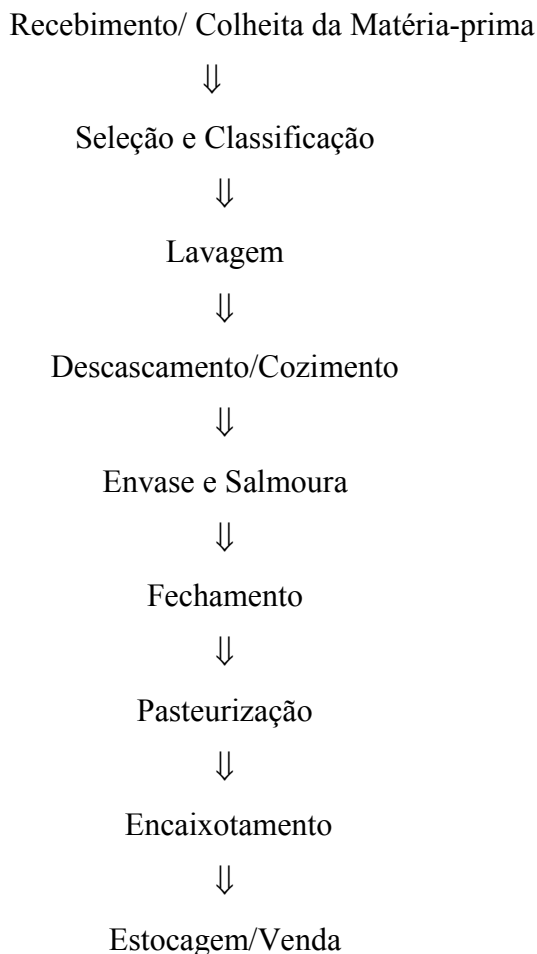 Recebimento/ Colheita da Matéria-prima
⇓
Seleção e Classificação
⇓
Lavagem
⇓
Descascamento/Cozimento
⇓
Envase e Salmoura
⇓
Fechamento
⇓
Pasteurização
⇓
Encaixotamento
⇓
Estocagem/Venda